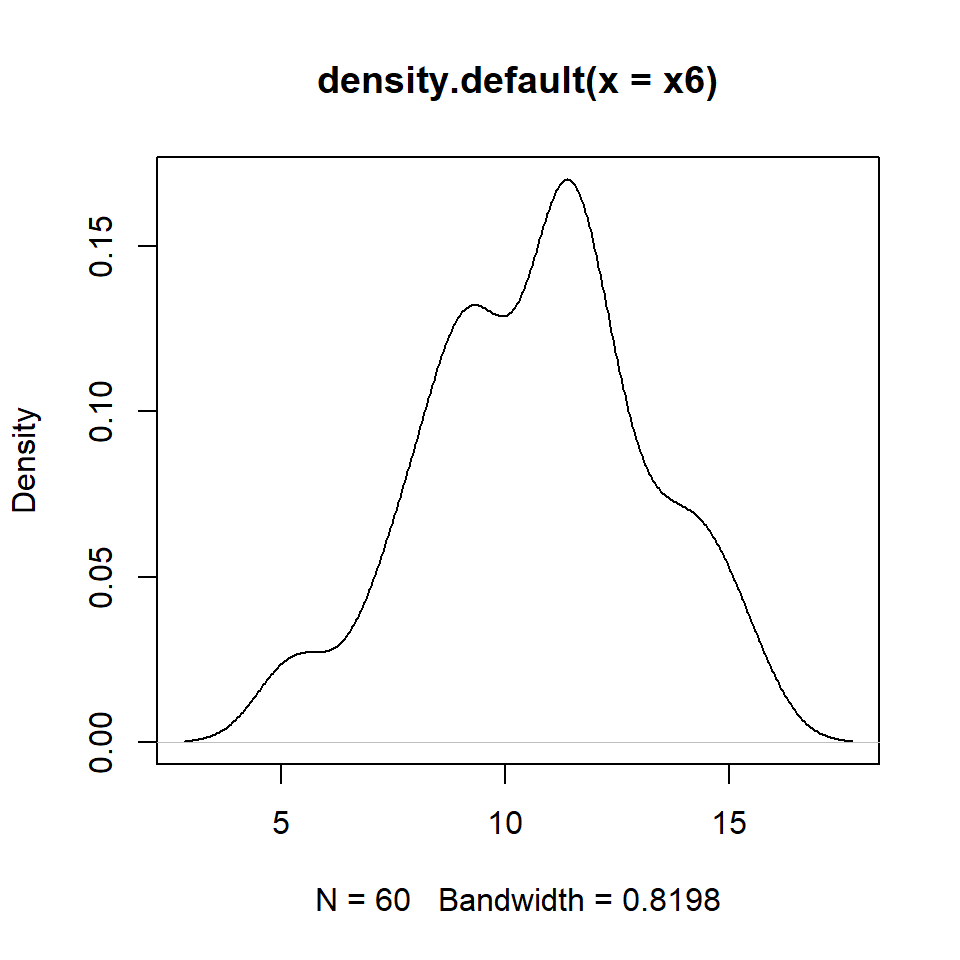 density.default(x = x6)
Density
0.15
0.10
0.05
0.00
5 10 15
N = 60 Bandwidth = 0.8198